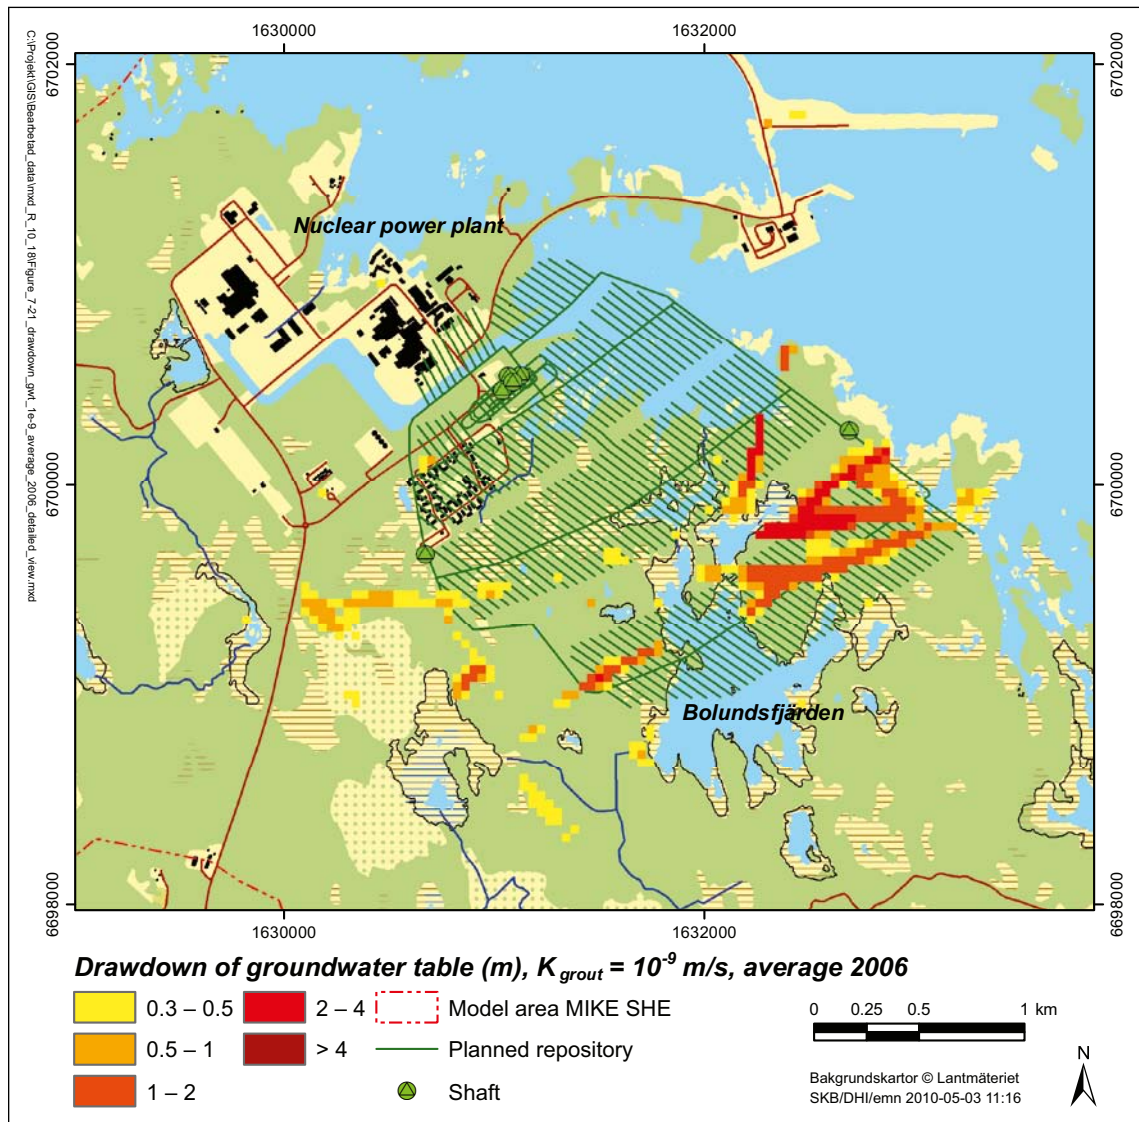 1630000
1632000
6702000
6702000
C:\Projekt\GIS\Bearbetad_data\mxd_R_10_18\Figure_7-21_drawdown_gwt_1e-9_average_2006_detailed_view.mxd
Nuclear power plant
6700000
6700000
Bolundsfjärden
6698000
6698000
1630000
1632000
Drawdown of groundwater table (m), K grout = 10-9 m/s, average 2006
0.3 – 0.5
2 – 4
Model area MIKE SHE
0 0.25 0.5 1 km
0.5 – 1
> 4
Planned repository
1 – 2
Shaft
N
Bakgrundskartor © Lantmäteriet
SKB/DHI/emn 2010-05-03 11:16